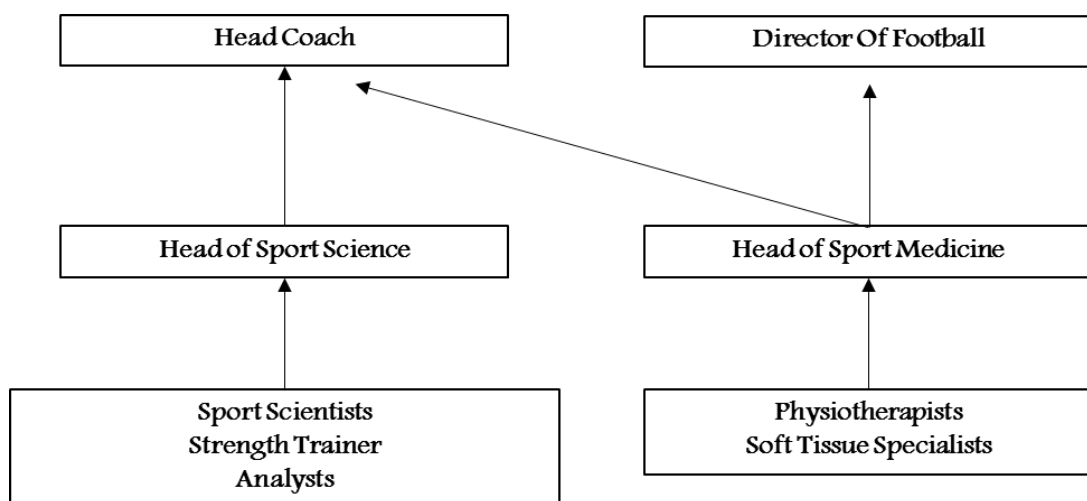 Head Coach
Director Of Football
Head of Sport Science
Head of Sport Medicine
Sport Scientists
Strength Trainer
Analysts
Physiotherapists
Soft Tissue Specialists